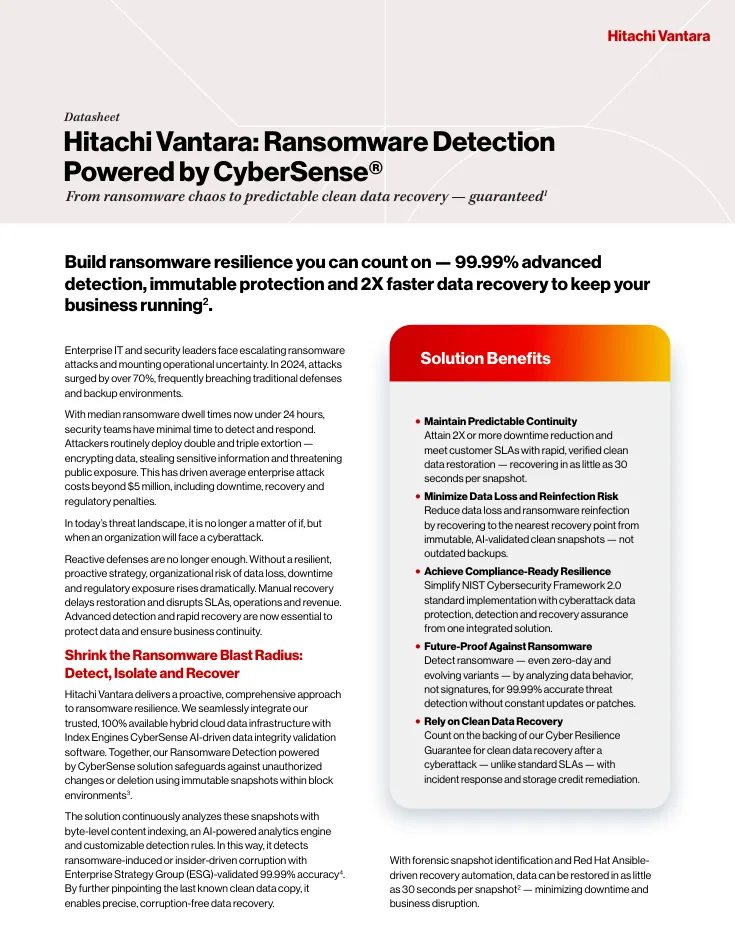 Hitachi Vantara
Datasheet
Hitachi Vantara: Ransomware Detection
Powered by CyberSense®
From ransomware chaos to predictable clean data recovery — guaranteed¹
Build ransomware resilience you can count on — 99.99% advanced
detection, immutable protection and 2X faster data recovery to keep your
business running².
Enterprise IT and security leaders face escalating ransomware
attacks and mounting operational uncertainty. In 2024, attacks
surged by over 70%, frequently breaching traditional defenses
and backup environments.
With median ransomware dwell times now under 24 hours,
security teams have minimal time to detect and respond.
Attackers routinely deploy double and triple extortion —
encrypting data, stealing sensitive information and threatening
public exposure. This has driven average enterprise attack
costs beyond $5 million, including downtime, recovery and
regulatory penalties.
In today's threat landscape, it is no longer a matter of if, but
when an organization will face a cyberattack.
Reactive defenses are no longer enough. Without a resilient,
proactive strategy, organizational risk of data loss, downtime
and regulatory exposure rises dramatically. Manual recovery
delays restoration and disrupts SLAs, operations and revenue.
Advanced detection and rapid recovery are now essential to
protect data and ensure business continuity.
Shrink the Ransomware Blast Radius:
Detect, Isolate and Recover
Hitachi Vantara delivers a proactive, comprehensive approach
to ransomware resilience. We seamlessly integrate our
trusted, 100% available hybrid cloud data infrastructure with
Index Engines CyberSense AI-driven data integrity validation
software. Together, our Ransomware Detection powered
by CyberSense solution safeguards against unauthorized
changes or deletion using immutable snapshots within block
environments³.
The solution continuously analyzes these snapshots with
byte-level content indexing, an AI-powered analytics engine
and customizable detection rules. In this way, it detects
ransomware-induced or insider-driven corruption with
Enterprise Strategy Group (ESG)-validated 99.99% accuracy⁴.
By further pinpointing the last known clean data copy, it
enables precise, corruption-free data recovery.
Solution Benefits
• Maintain Predictable Continuity
Attain 2X or more downtime reduction and
meet customer SLAs with rapid, verified clean
data restoration — recovering in as little as 30
seconds per snapshot.
• Minimize Data Loss and Reinfection Risk
Reduce data loss and ransomware reinfection
by recovering to the nearest recovery point from
immutable, AI-validated clean snapshots — not
outdated backups.
• Achieve Compliance-Ready Resilience
Simplify NIST Cybersecurity Framework 2.0
standard implementation with cyberattack data
protection, detection and recovery assurance
from one integrated solution.
• Future-Proof Against Ransomware
Detect ransomware — even zero-day and
evolving variants — by analyzing data behavior,
not signatures, for 99.99% accurate threat
detection without constant updates or patches.
• Rely on Clean Data Recovery
Count on the backing of our Cyber Resilience
Guarantee for clean data recovery after a
cyberattack — unlike standard SLAs — with
incident response and storage credit remediation.
With forensic snapshot identification and Red Hat Ansible-
driven recovery automation, data can be restored in as little
as 30 seconds per snapshot² — minimizing downtime and
business disruption.